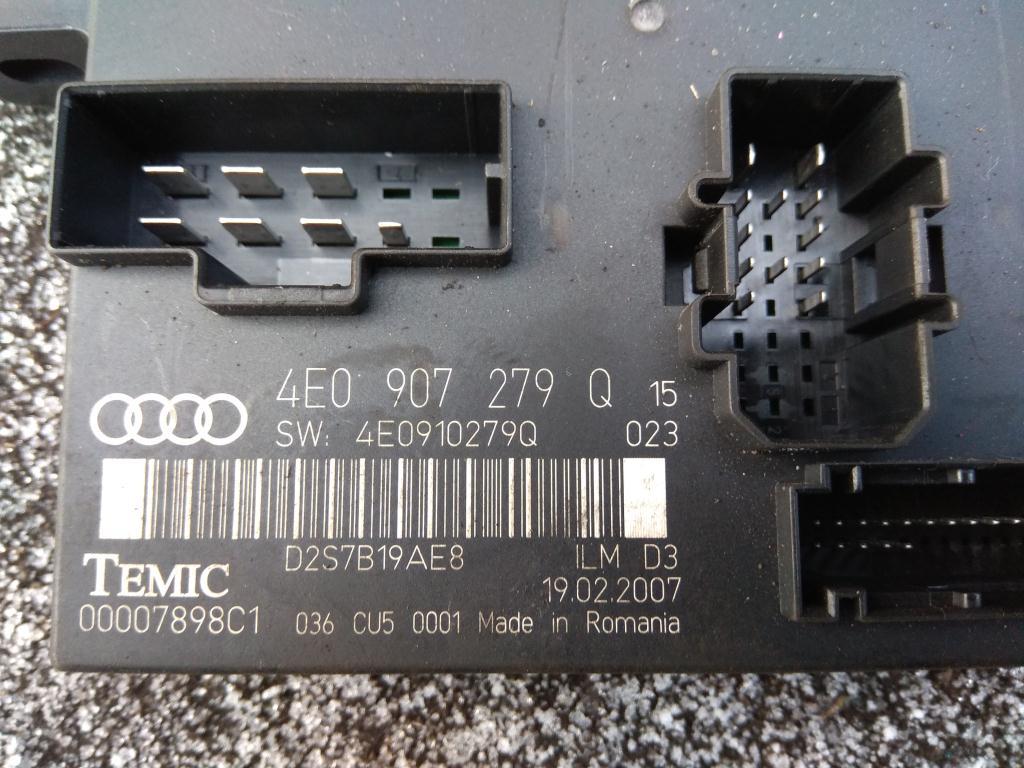 4E0 907 279 Q 15
SW: 4E0910279Q 023
D2S7B19AE8 ILM D3
TEMIC 19.02.2007
00007898C1 036 CU5 0001 Made in Romania